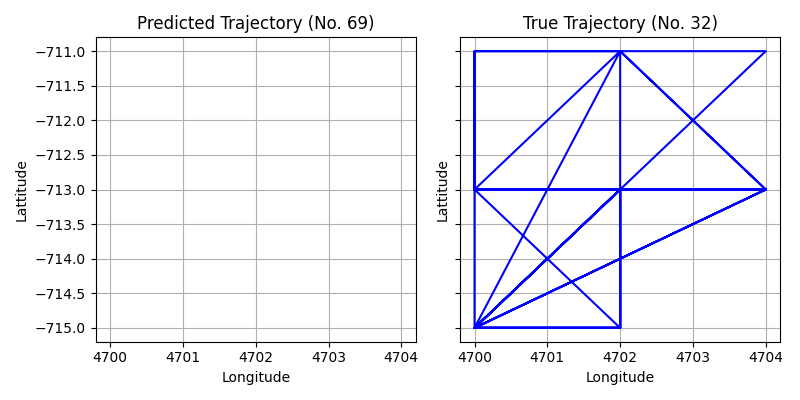 Predicted Trajectory (No. 69)
−711.0
−711.5
−712.0
−712.5
−713.0
−713.5
−714.0
−714.5
−715.0
Lattitude
4700 4701 4702 4703 4704
Longitude
True Trajectory (No. 32)
Lattitude
4700 4701 4702 4703 4704
Longitude